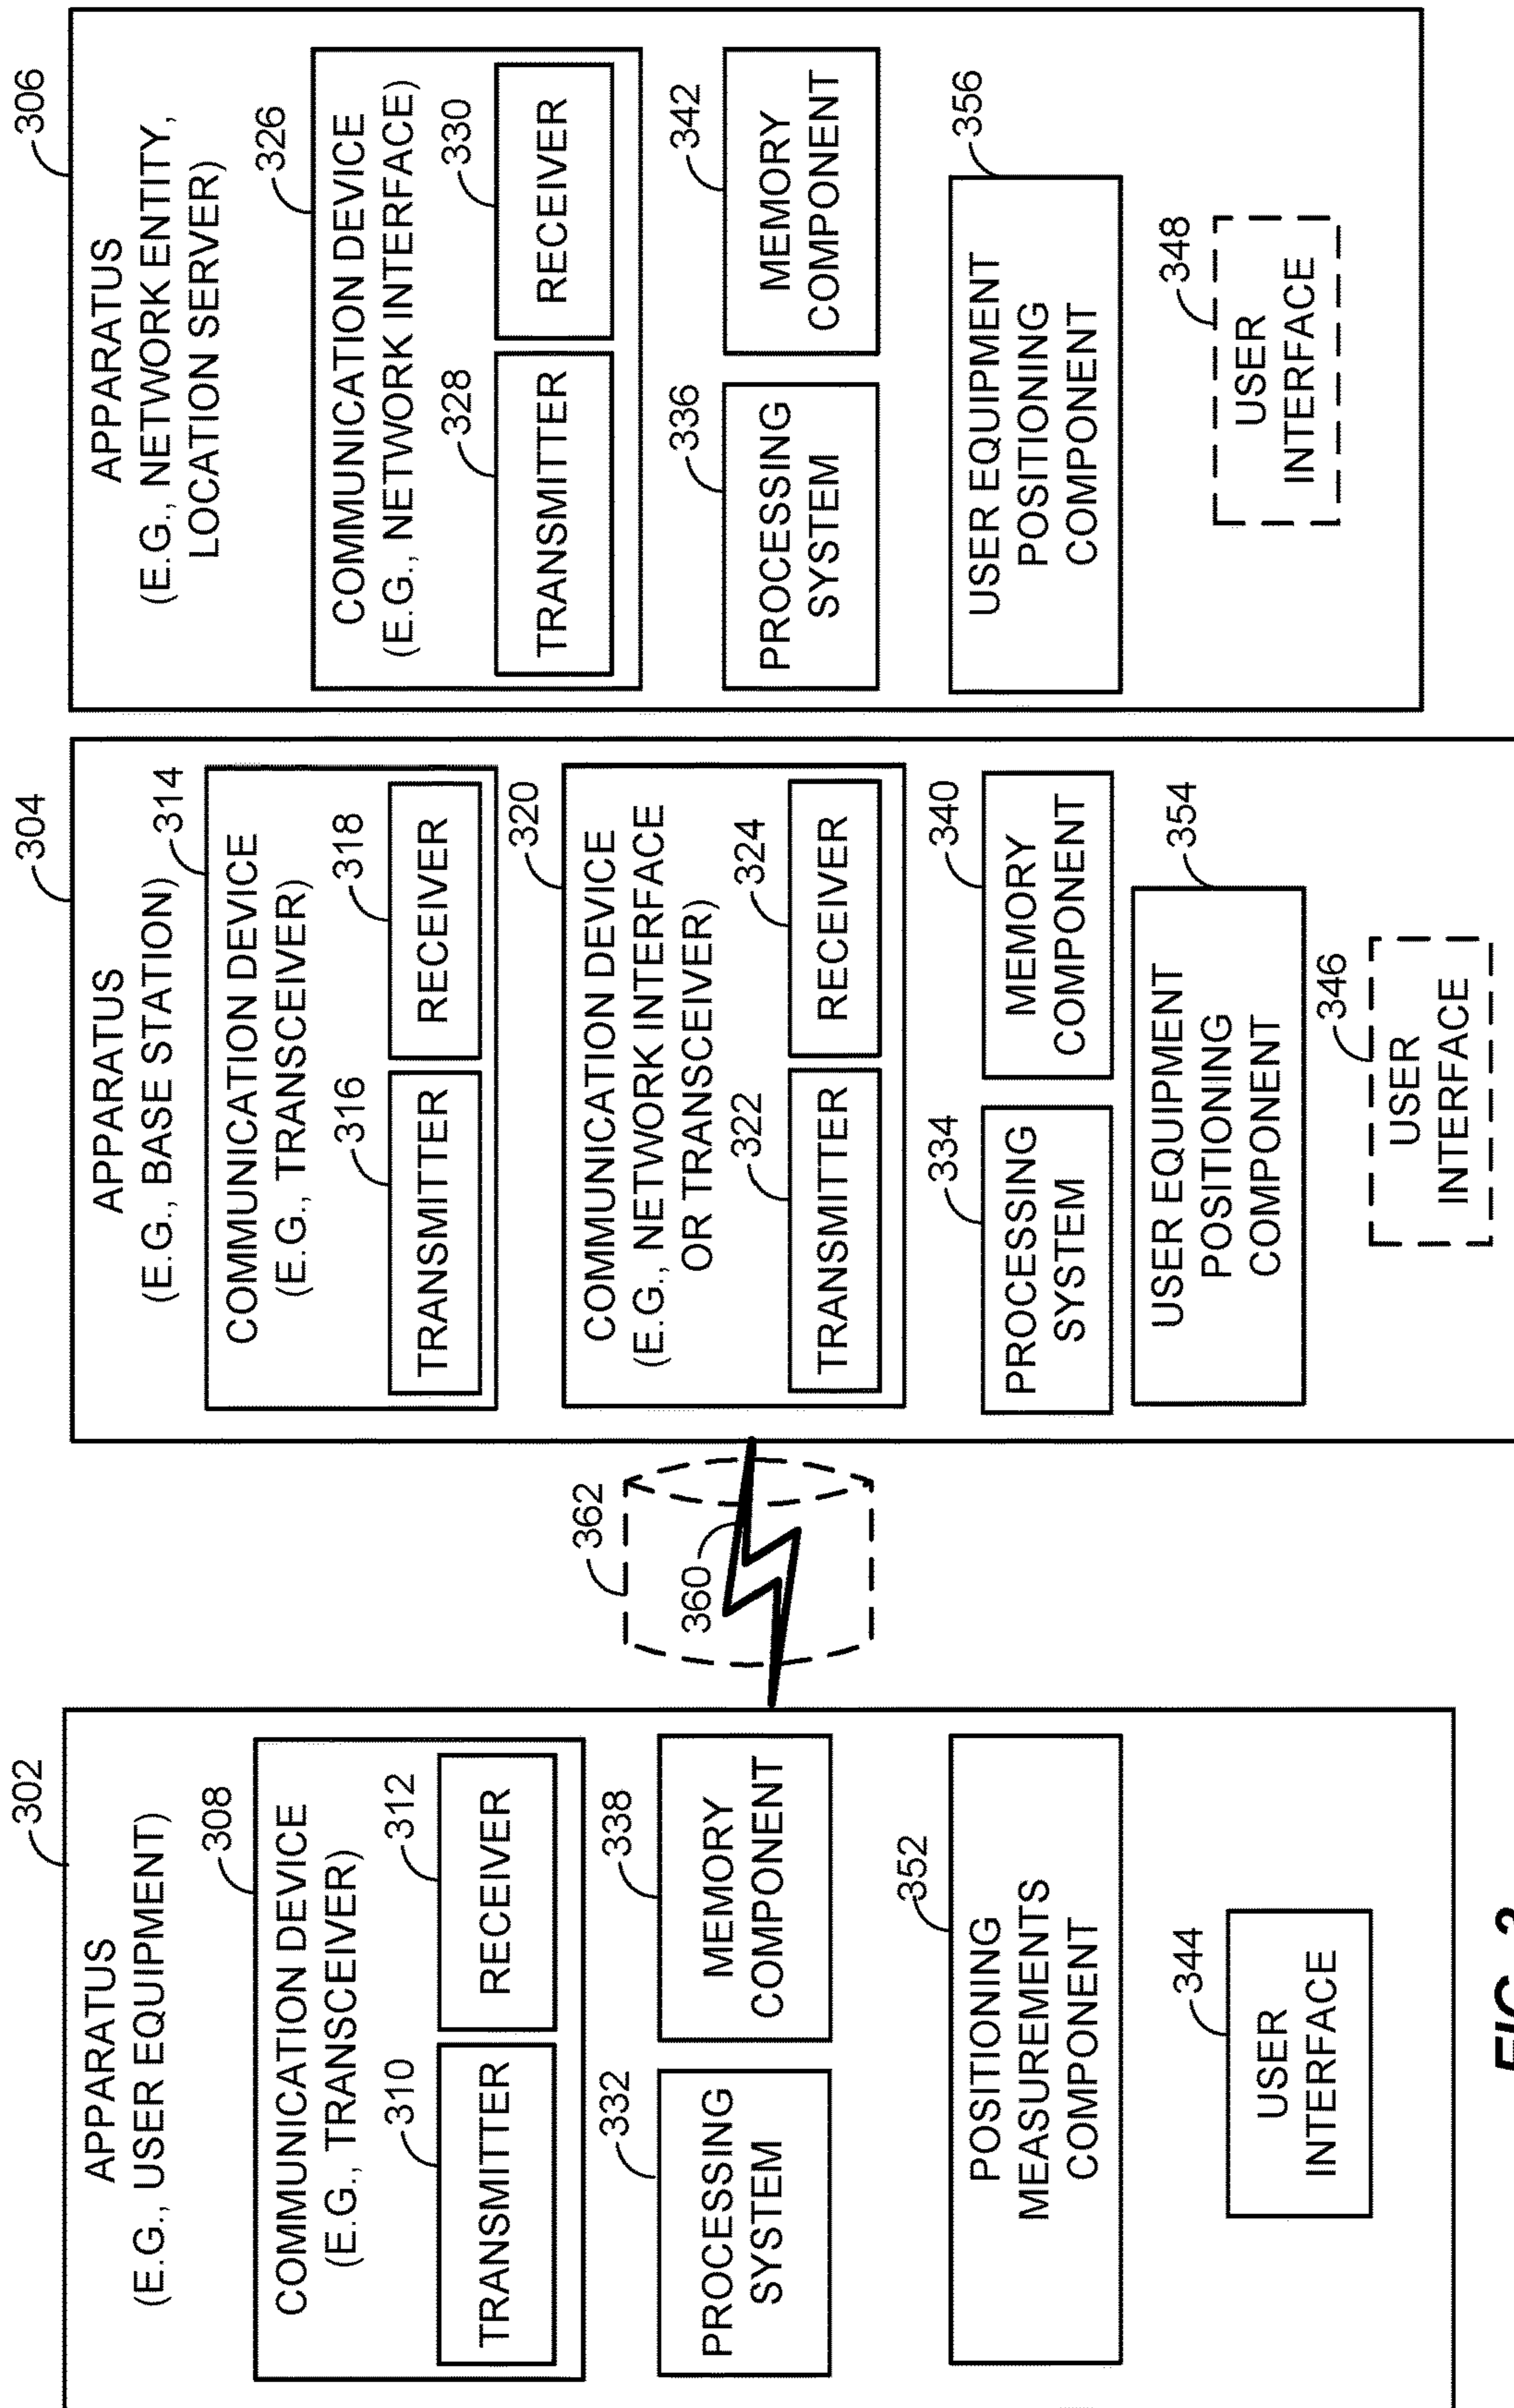 302
APPARATUS
(E.G., USER EQUIPMENT)
308
COMMUNICATION DEVICE
(E.G., TRANSCEIVER)
310
TRANSMITTER
312
RECEIVER
332
PROCESSING
SYSTEM
338
MEMORY
COMPONENT
352
POSITIONING
MEASUREMENTS
COMPONENT
344
USER
INTERFACE
362
360
304
APPARATUS
(E.G., BASE STATION)
314
COMMUNICATION DEVICE
(E.G., TRANSCEIVER)
316
TRANSMITTER
318
RECEIVER
320
COMMUNICATION DEVICE
(E.G., NETWORK INTERFACE
OR TRANSCEIVER)
322
TRANSMITTER
324
RECEIVER
334
PROCESSING
SYSTEM
340
MEMORY
COMPONENT
354
USER EQUIPMENT
POSITIONING
COMPONENT
346
USER
INTERFACE
306
APPARATUS
(E.G., NETWORK ENTITY,
LOCATION SERVER)
326
COMMUNICATION DEVICE
(E.G., NETWORK INTERFACE)
328
TRANSMITTER
330
RECEIVER
336
PROCESSING
SYSTEM
342
MEMORY
COMPONENT
356
USER EQUIPMENT
POSITIONING
COMPONENT
348
USER
INTERFACE